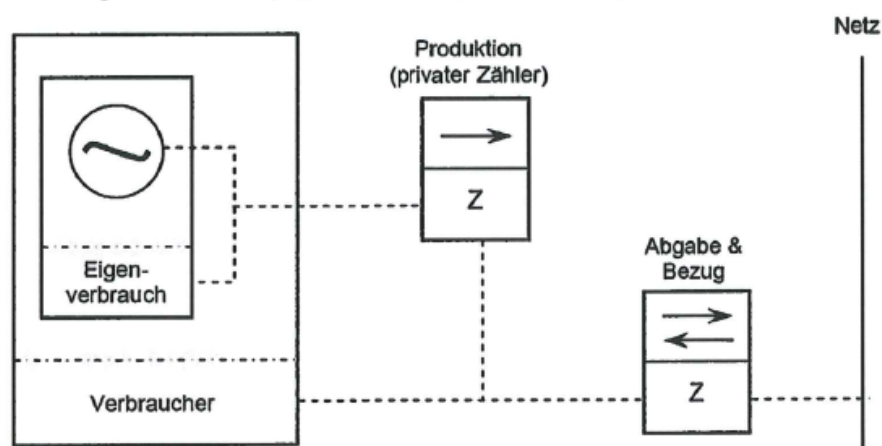 Netz
Produktion
(privater Zähler)
Z
Abgabe &
Bezug
Z
Eigen-
verbrauch
Verbraucher